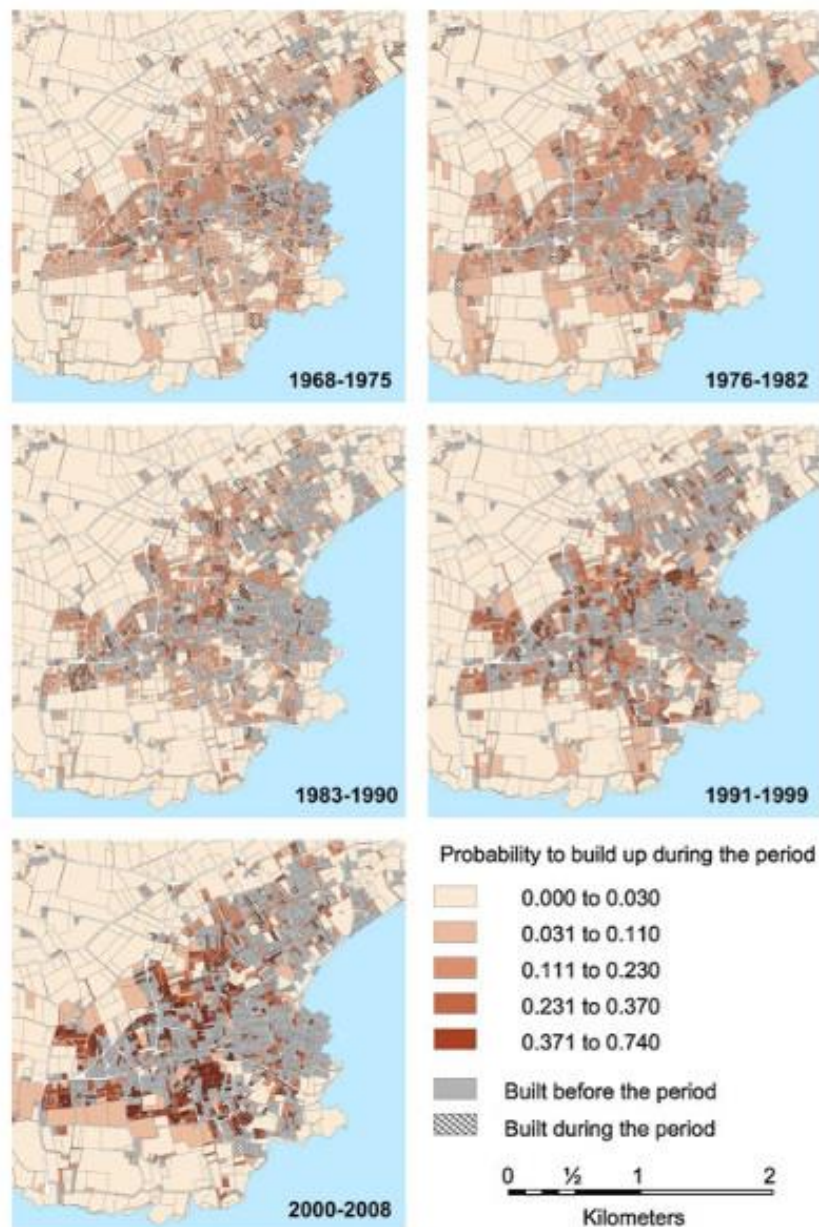 1968-1975
1976-1982
1983-1990
1991-1999
2000-2008
Probability to build up during the period
0.000 to 0.030
0.031 to 0.110
0.111 to 0.230
0.231 to 0.370
0.371 to 0.740
Built before the period
Built during the period
0 ½ 1 2
Kilometers